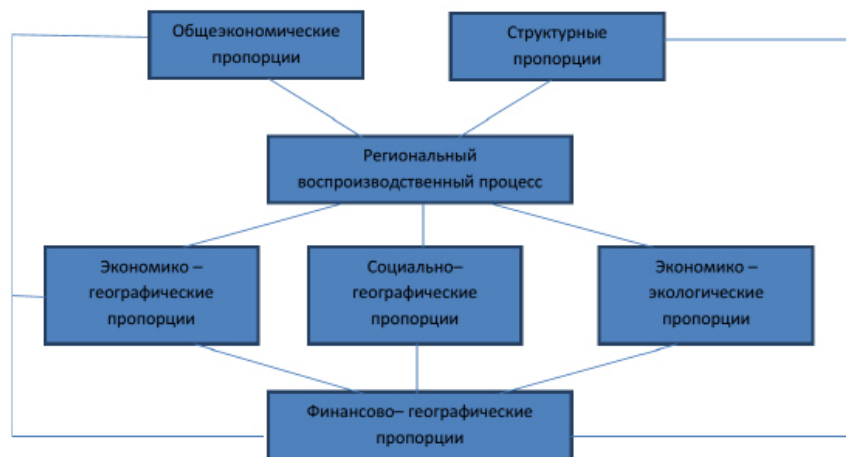 Общеэкономические
пропорции
Структурные
пропорции
Региональный
воспроизводственный процесс
Экономико –
географические
пропорции
Социально–
географические
пропорции
Экономико –
экологические
пропорции
Финансово– географические
пропорции